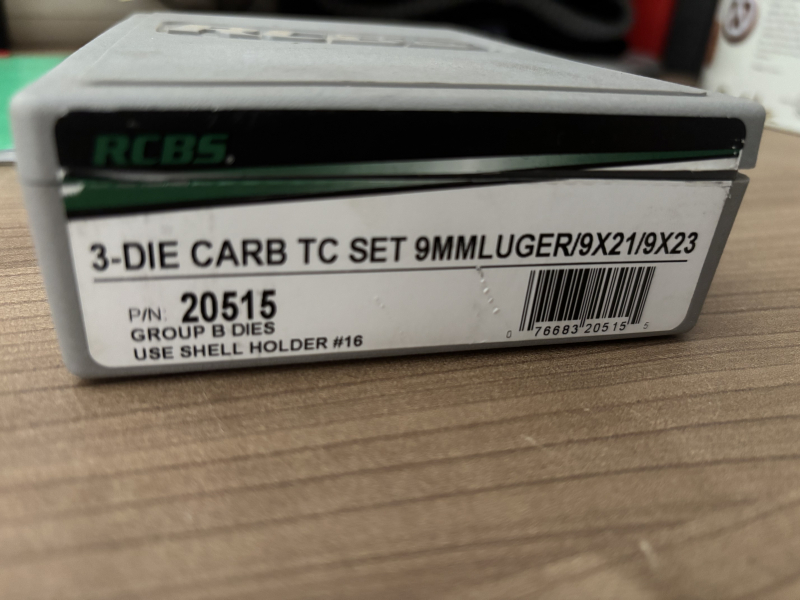 RCBS
RCBS.
3-DIE CARB TC SET 9MMLUGER/9X21/9X23
P/N: 20515
GROUP B DIES
USE SHELL HOLDER #16
0 76683 20515 5